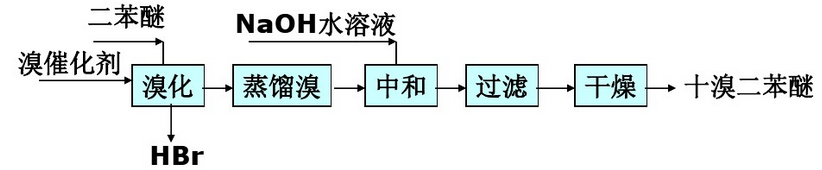 二苯醚
NaOH水溶液
溴催化剂
溴化
蒸馏溴
中和
过滤
干燥
十溴二苯醚
HBr